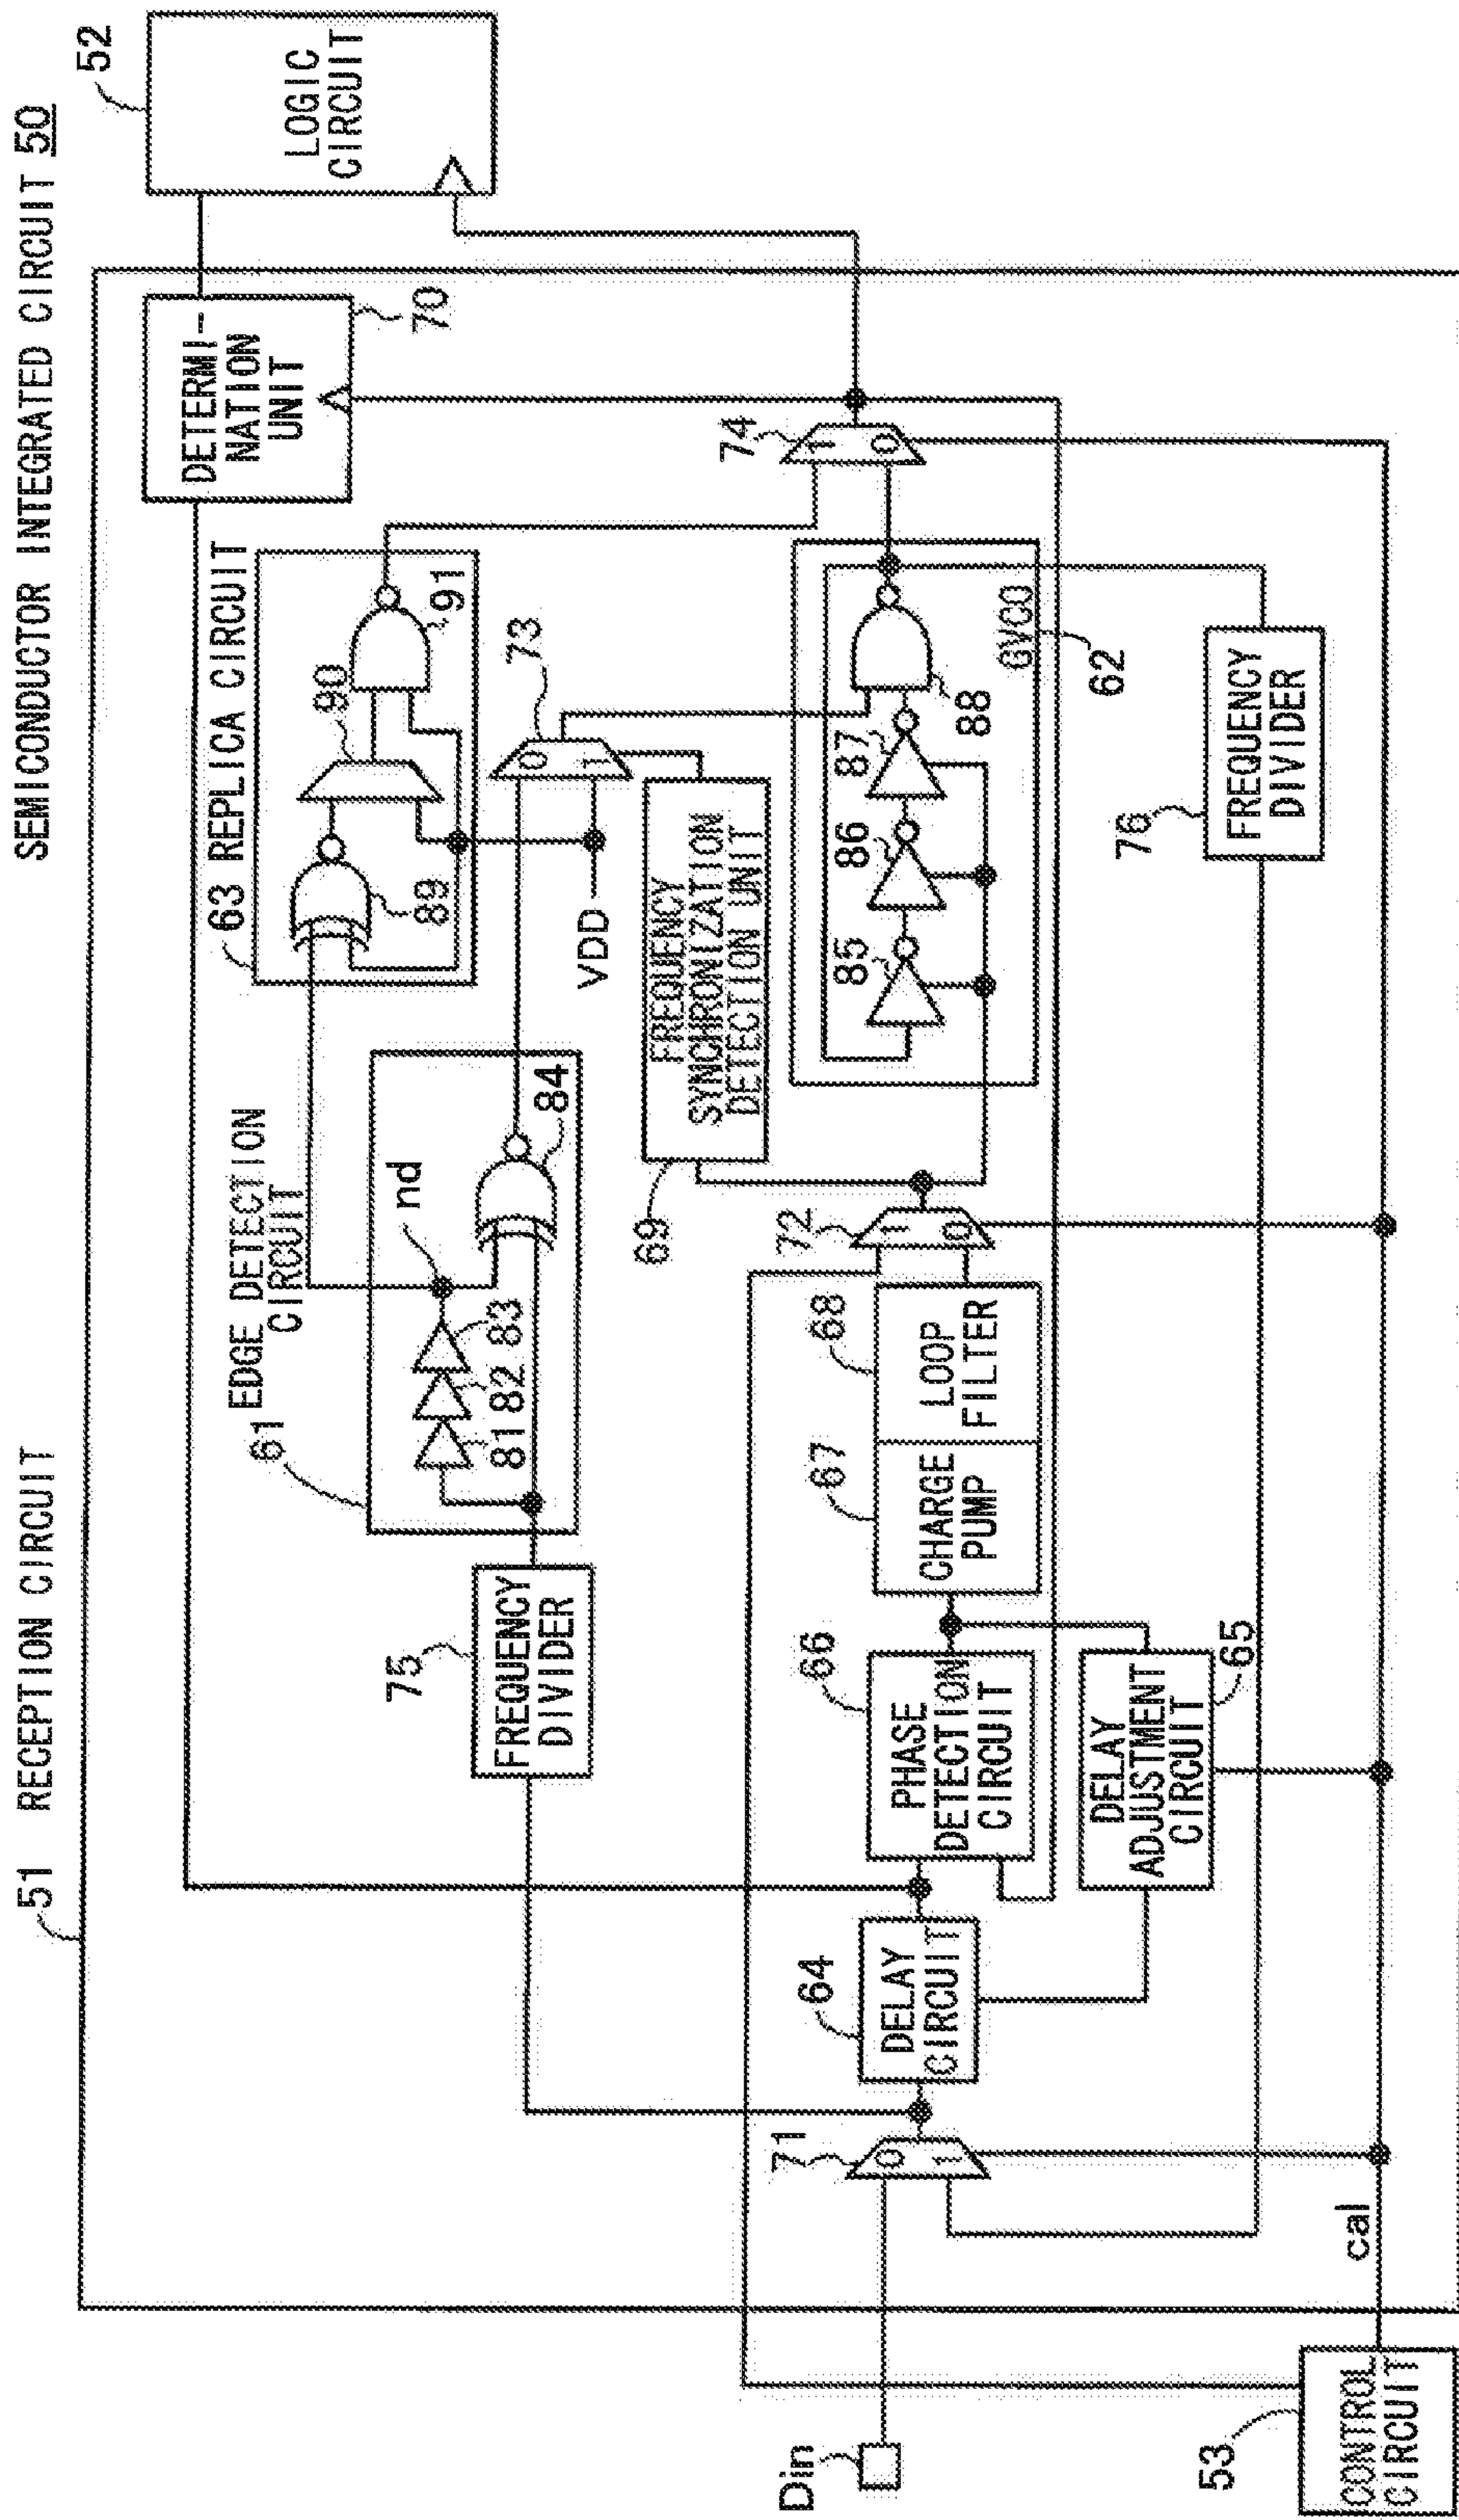 SEMICONDUCTOR INTEGRATED CIRCUIT 50
51 RECEPTION CIRCUIT
52
LOGIC
CIRCUIT
DETERMI-
NATION
UNIT
70
63 REPLICA CIRCUIT
89
90
91
EDGE DETECTION
CIRCUIT
61
81
82
83
nd
84
75
FREQUENCY
DIVIDER
73
0
1
VDD
74
1
0
FREQUENCY
SYNCHRONIZATION
DETECTION UNIT
69
85
86
87
88
GVCO
62
76
FREQUENCY
DIVIDER
72
1
0
67
CHARGE
PUMP
68
LOOP
FILTER
66
PHASE
DETECTION
CIRCUIT
DELAY
ADJUSTMENT
CIRCUIT
65
64
DELAY
CIRCUIT
71
0
1
cal
Din
53
CONTROL
CIRCUIT